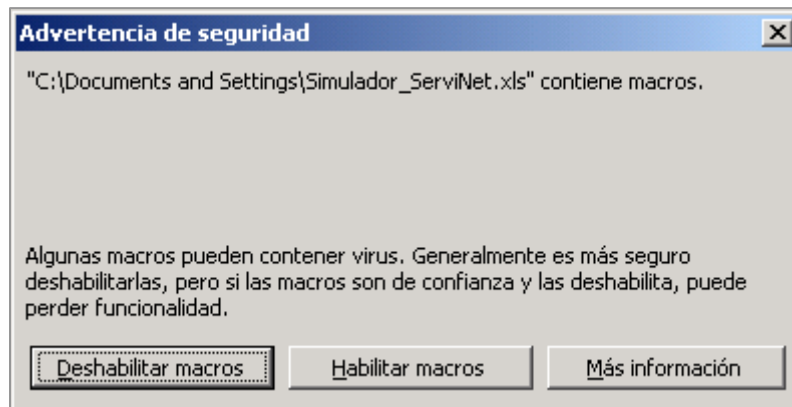 Advertencia de seguridad
"C:\Documents and Settings\Simulador_ServiNet.xls" contiene macros.
Algunas macros pueden contener virus. Generalmente es más seguro
deshabilitarlas, pero si las macros son de confianza y las deshabilita, puede
perder funcionalidad.
Deshabilitar macros
Habilitar macros
Más información